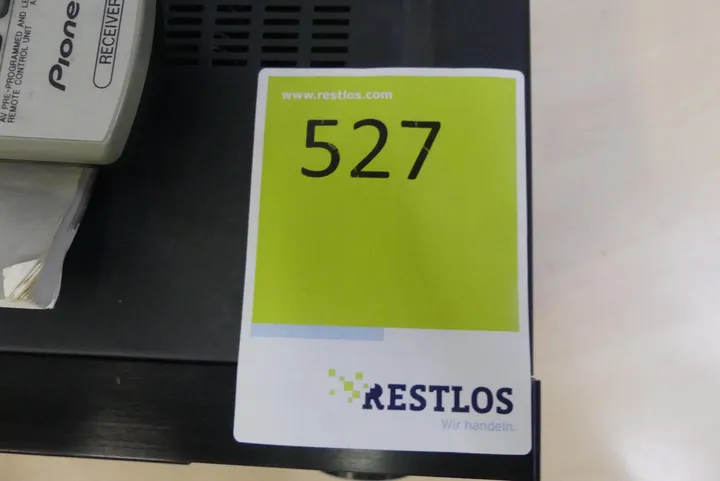 AV PRE-PROGRAMMED AND LE
REMOTE CONTROL UNIT
Pione
RECEIVER
www.restlos.com
527
RESTLOS
Wir handeln.